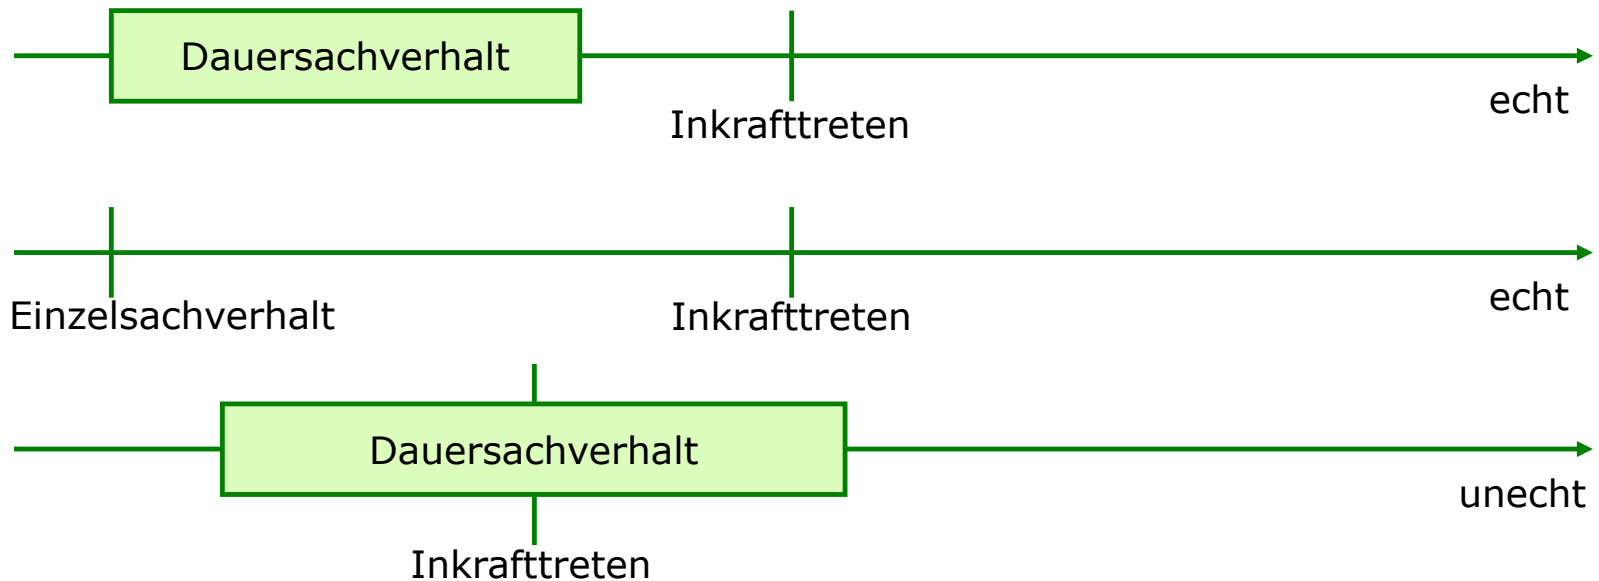 Dauersachverhalt
Inkrafttreten
echt
Einzelsachverhalt
Inkrafttreten
echt
Dauersachverhalt
Inkrafttreten
unecht